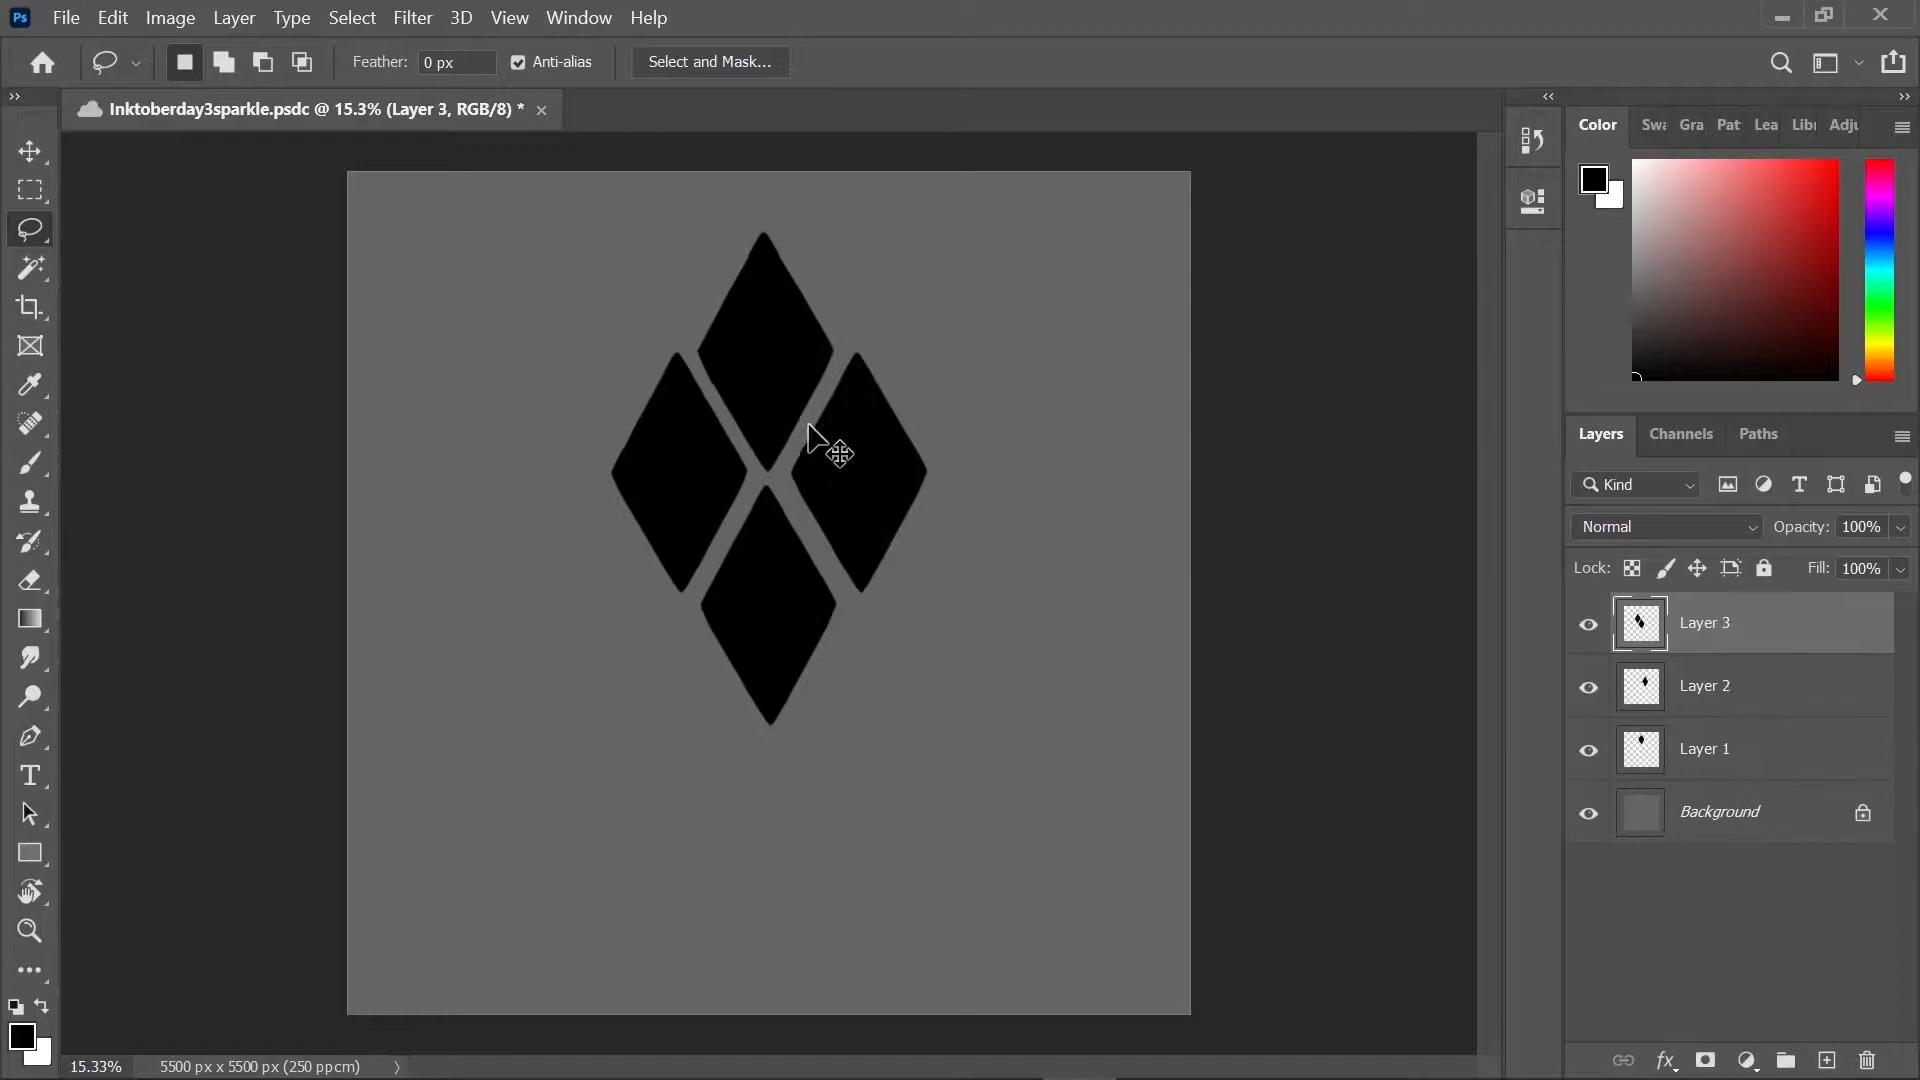 Ps File Edit Image Layer Type Select Filter 3D View Window Help
Feather: 0 px Anti-alias Select and Mask...
Inktoberday3sparkle.psdc @ 15.3% (Layer 3, RGB/8) *
Color Swa Gra Pat Lea Libi Adju
Layers Channels Paths
Kind
Normal Opacity: 100%
Lock: Fill: 100%
Layer 3
Layer 2
Layer 1
Background
15.33% 5500 px x 5500 px (250 ppcm)